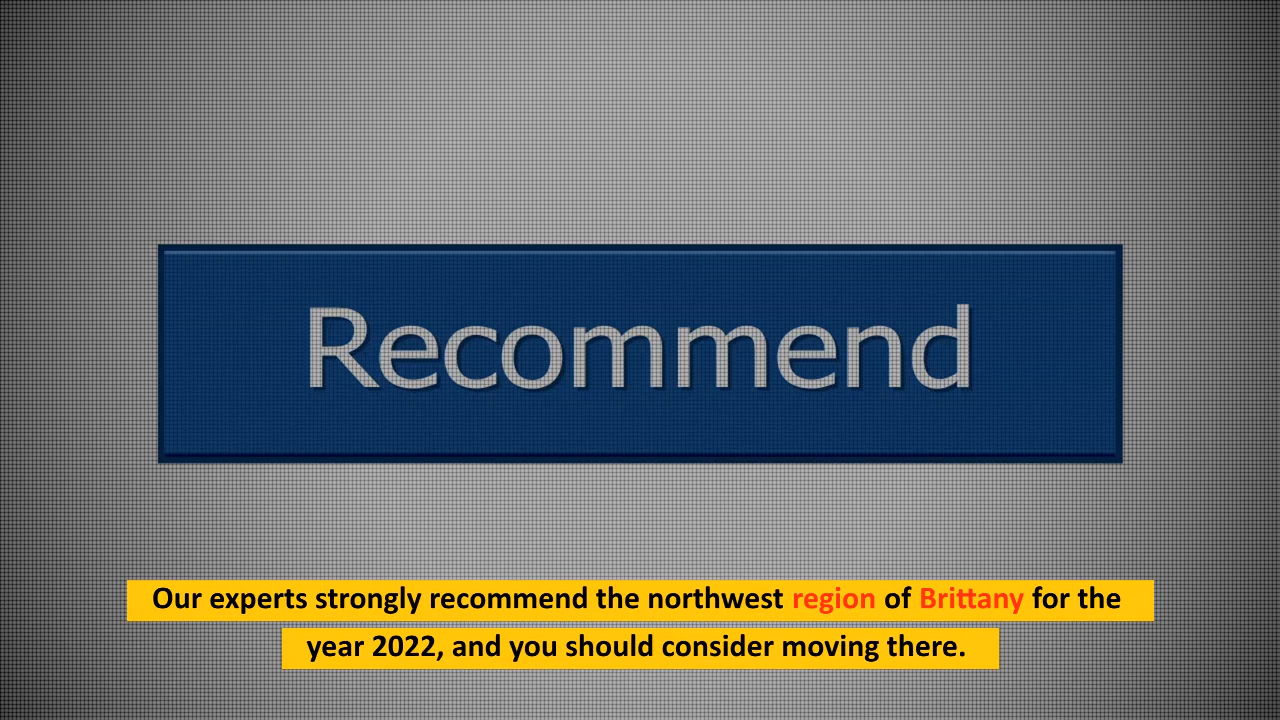 Recommend
Our experts strongly recommend the northwest region of Brittany for the
year 2022, and you should consider moving there.